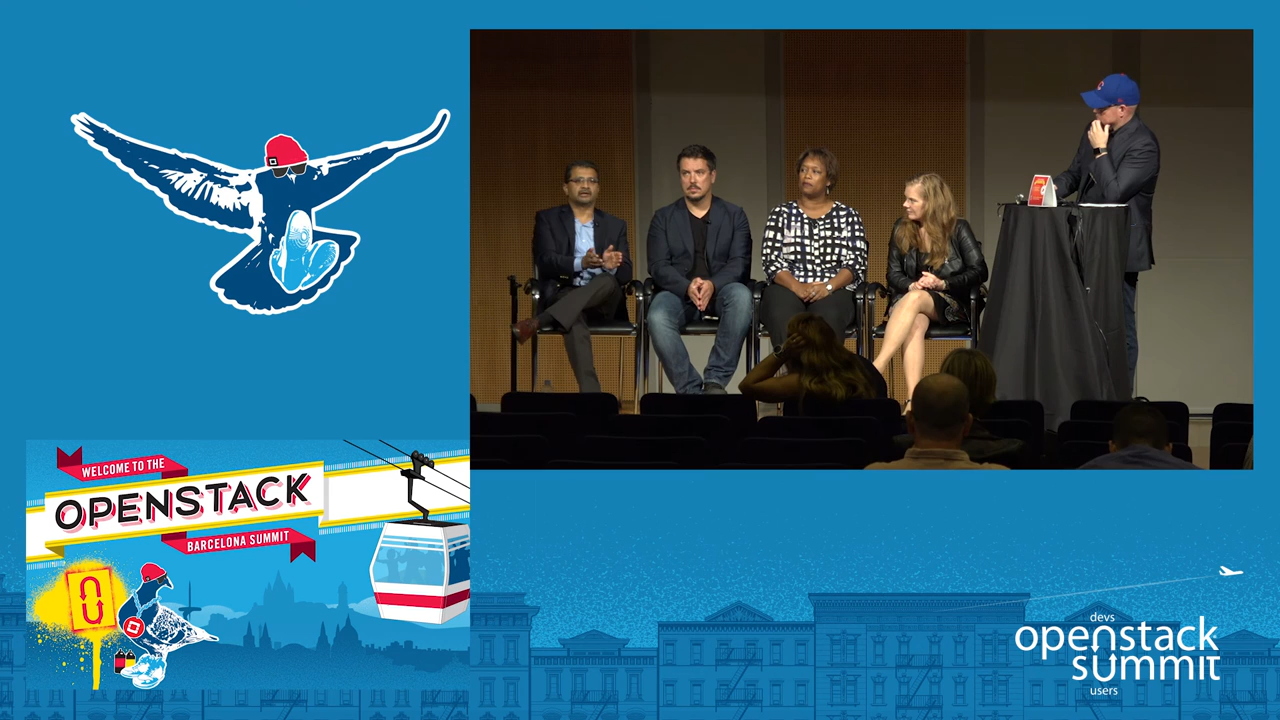 WELCOME TO THE
OPENSTACK
BARCELONA SUMMIT
devs
openstack
summit
users